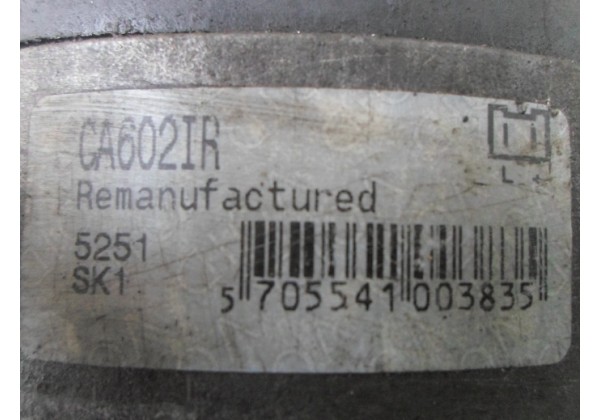 CA602IR
Remanufactured
L
5251
SK1
5 705541 003835